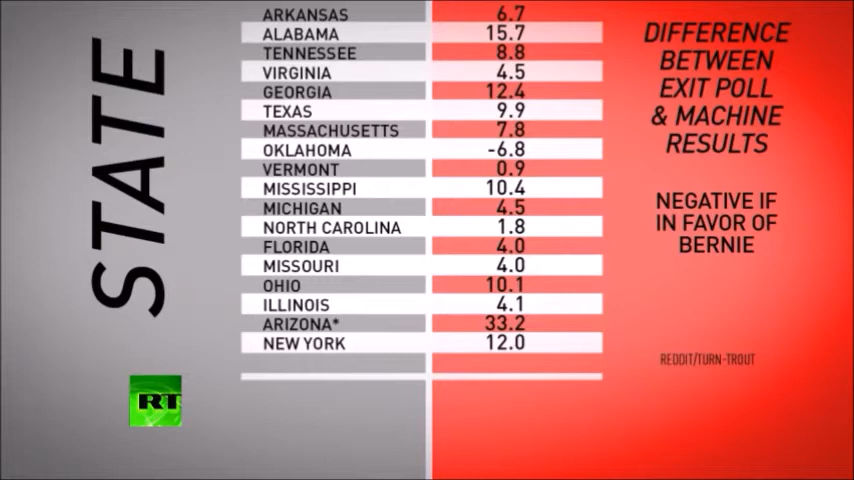 STATE
ARKANSAS 6.7
ALABAMA 15.7
TENNESSEE 8.8
VIRGINIA 4.5
GEORGIA 12.4
TEXAS 9.9
MASSACHUSETTS 7.8
OKLAHOMA -6.8
VERMONT 0.9
MISSISSIPPI 10.4
MICHIGAN 4.5
NORTH CAROLINA 1.8
FLORIDA 4.0
MISSOURI 4.0
OHIO 10.1
ILLINOIS 4.1
ARIZONA* 33.2
NEW YORK 12.0
DIFFERENCE
BETWEEN
EXIT POLL
& MACHINE
RESULTS
NEGATIVE IF
IN FAVOR OF
BERNIE
REDDIT/TURN-TROUT
RT